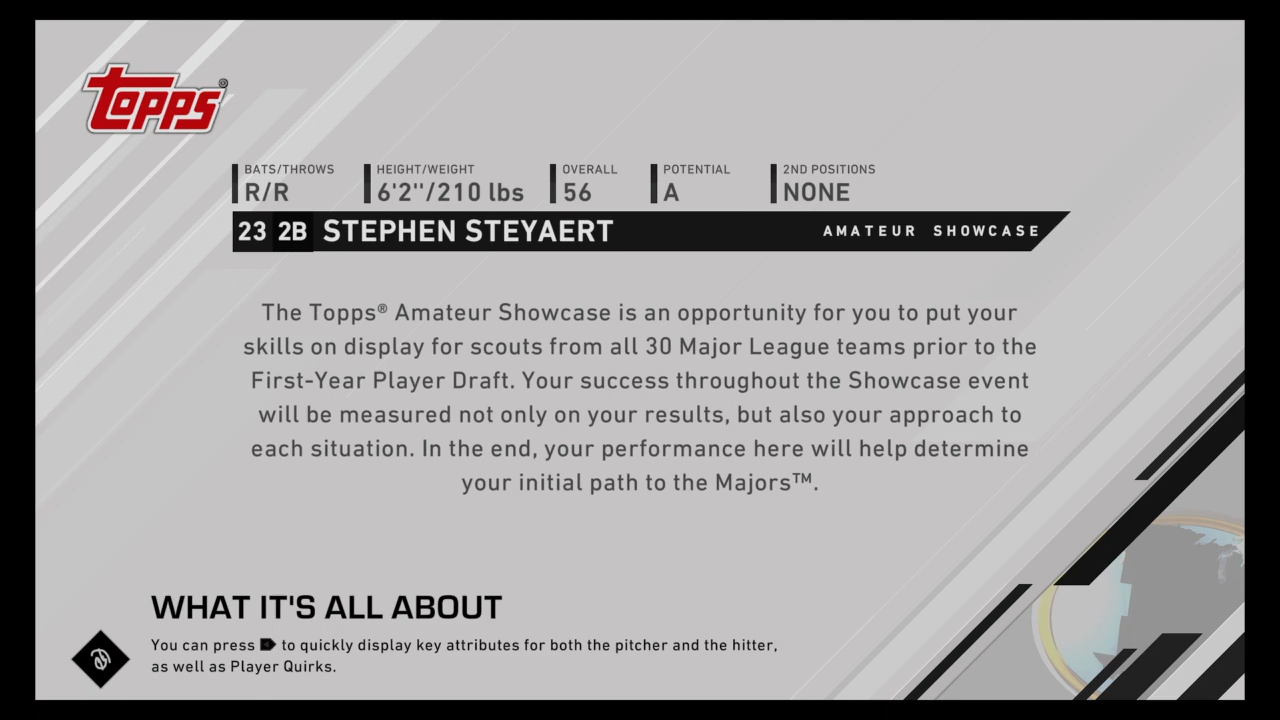 Topps®
BATS/THROWS HEIGHT/WEIGHT OVERALL POTENTIAL 2ND POSITIONS
R/R 6'2''/210 lbs 56 A NONE
23 2B STEPHEN STEYAERT AMATEUR SHOWCASE
The Topps® Amateur Showcase is an opportunity for you to put your
skills on display for scouts from all 30 Major League teams prior to the
First-Year Player Draft. Your success throughout the Showcase event
will be measured not only on your results, but also your approach to
each situation. In the end, your performance here will help determine
your initial path to the Majors™.
WHAT IT'S ALL ABOUT
You can press to quickly display key attributes for both the pitcher and the hitter,
as well as Player Quirks.